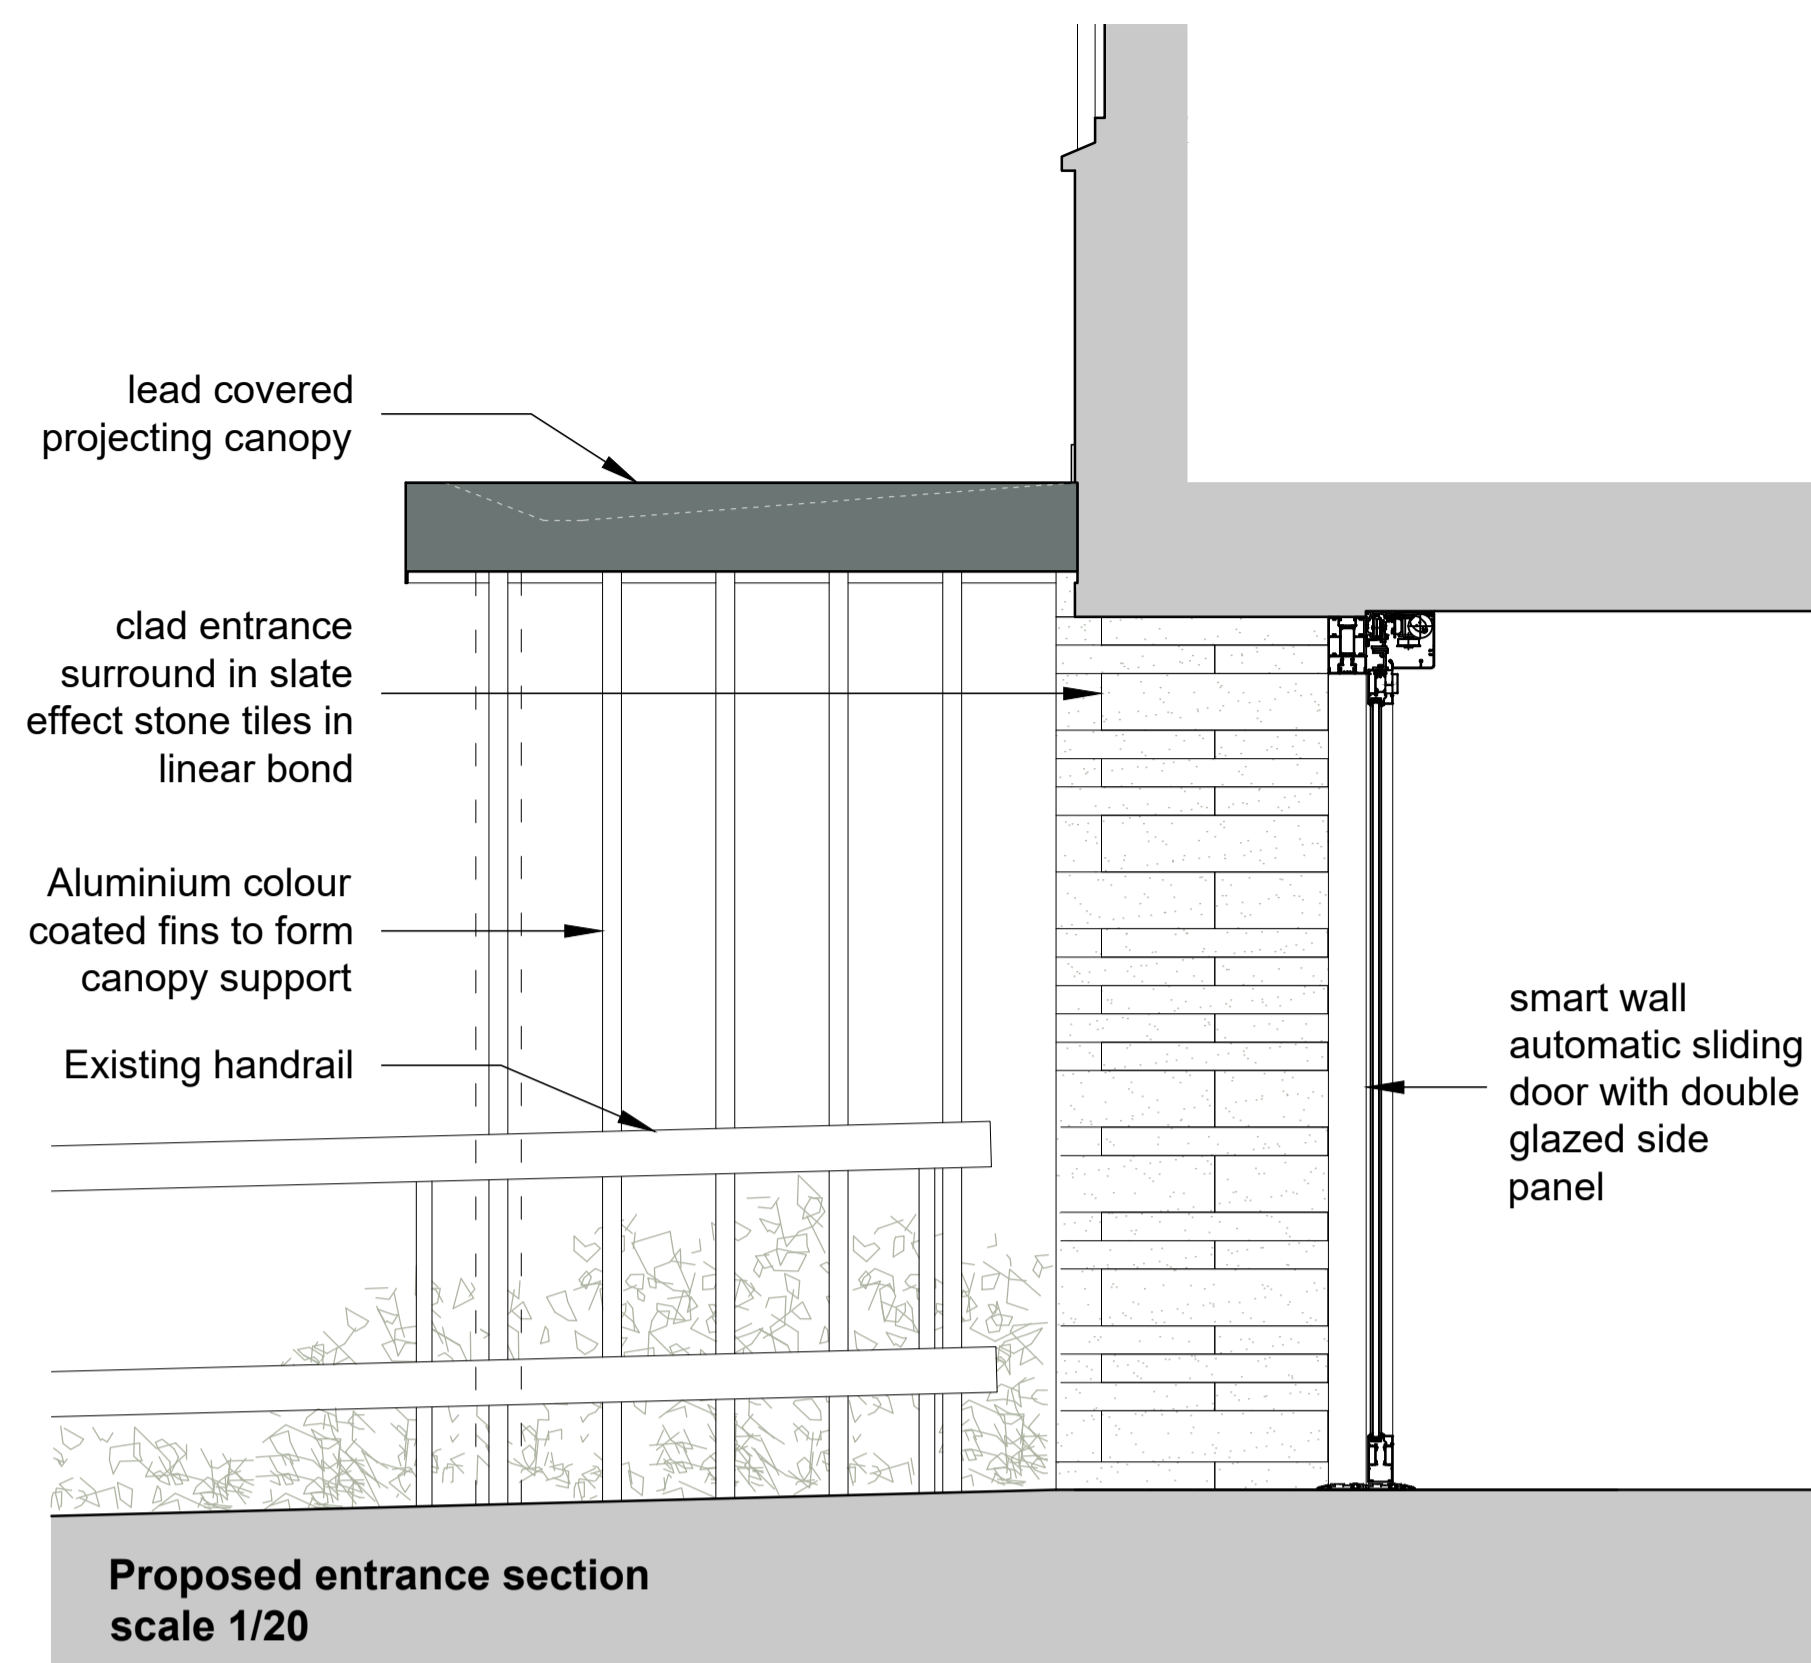 lead covered
projecting canopy
clad entrance
surround in slate
effect stone tiles in
linear bond
Aluminium colour
coated fins to form
canopy support
Existing handrail
smart wall
automatic sliding
door with double
glazed side
panel
Proposed entrance section
scale 1/20